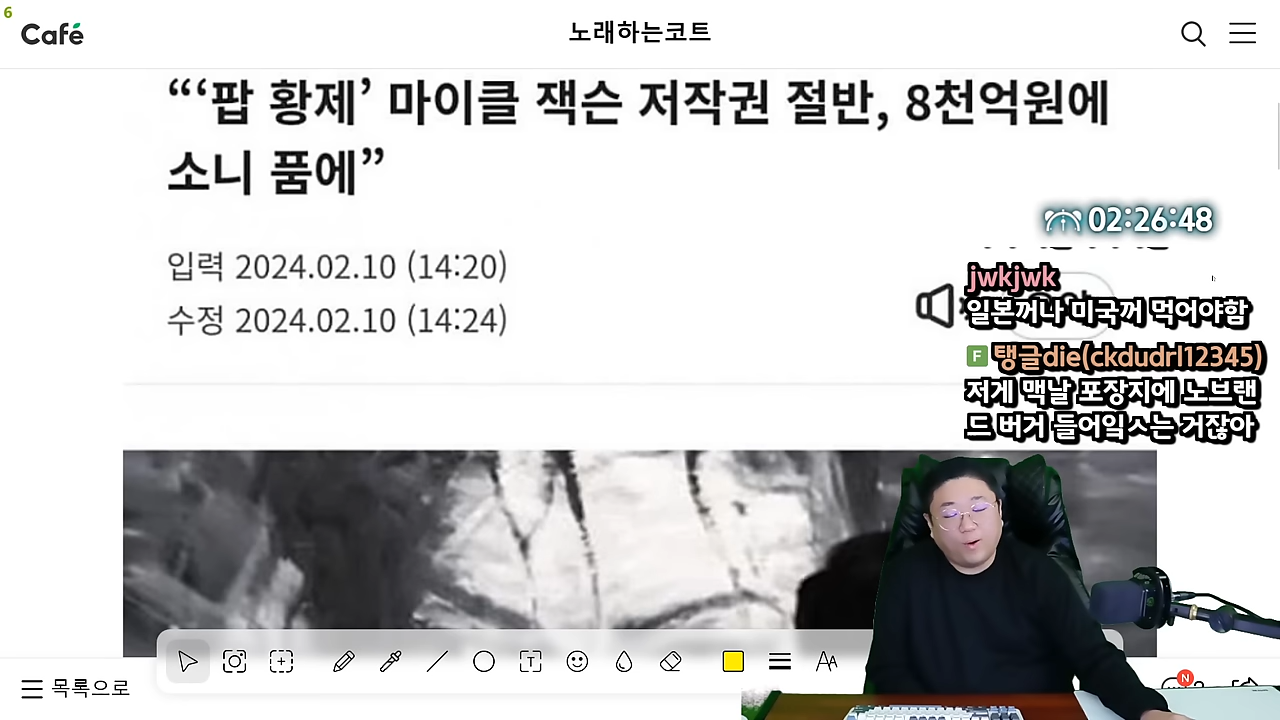 6
Café
노래하는코트
“‘팝 황제’ 마이클 잭슨 저작권 절반, 8천억원에
소니 품에”
입력 2024.02.10 (14:20)
수정 2024.02.10 (14:24)
02:26:48
jwkjwk
일본꺼나 미국꺼 먹어야함
F 탱글die(ckdudrl12345)
저게 맥날 포장지에 노브랜
드 버거 들어잌ㅅ는 거잖아
T
AA
목록으로
N